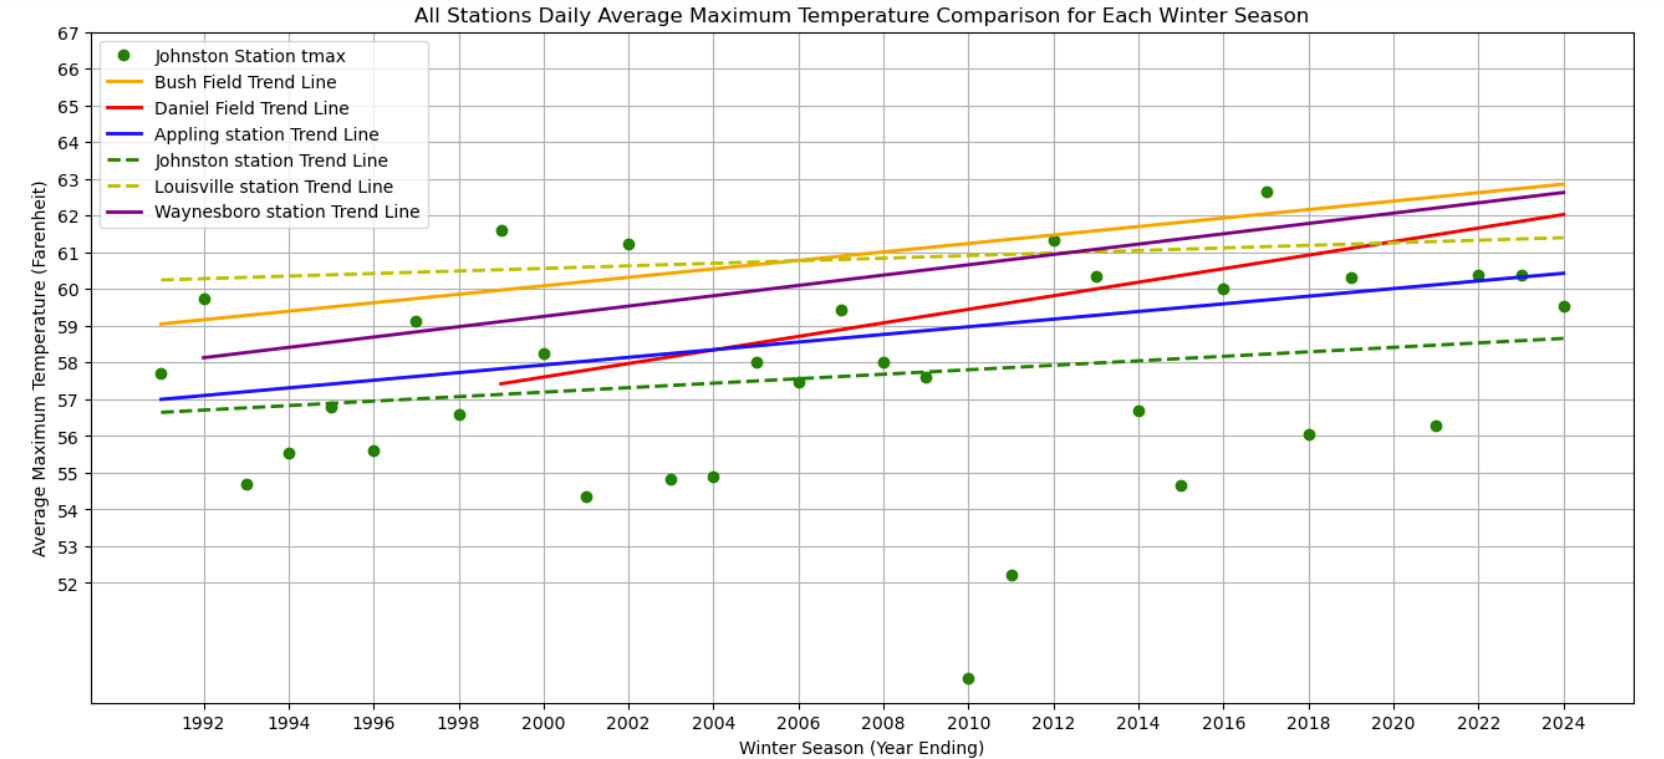 All Stations Daily Average Maximum Temperature Comparison for Each Winter Season
Johnston Station tmax
Bush Field Trend Line
Daniel Field Trend Line
Appling station Trend Line
Johnston station Trend Line
Louisville station Trend Line
Waynesboro station Trend Line
Average Maximum Temperature (Farenheit)
67
66
65
64
63
62
61
60
59
58
57
56
55
54
53
52
1992 1994 1996 1998 2000 2002 2004 2006 2008 2010 2012 2014 2016 2018 2020 2022 2024
Winter Season (Year Ending)